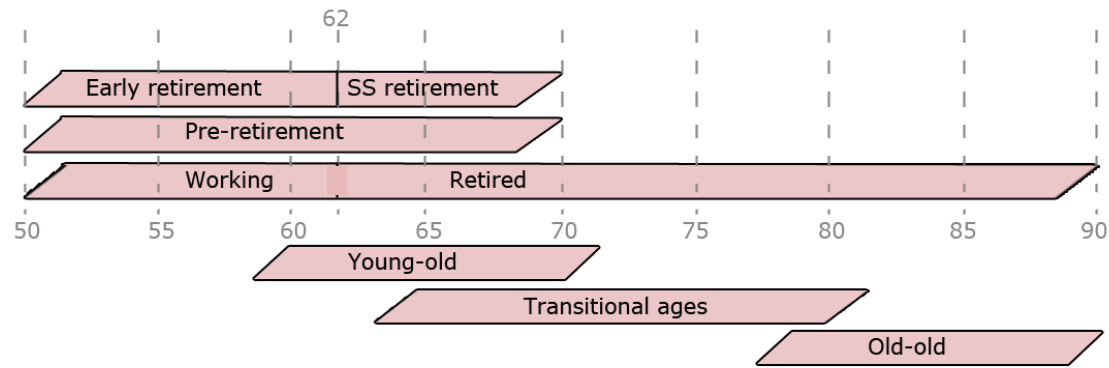 62
Early retirement SS retirement
Pre-retirement
Working Retired
50 55 60 65 70 75 80 85 90
Young-old
Transitional ages
Old-old